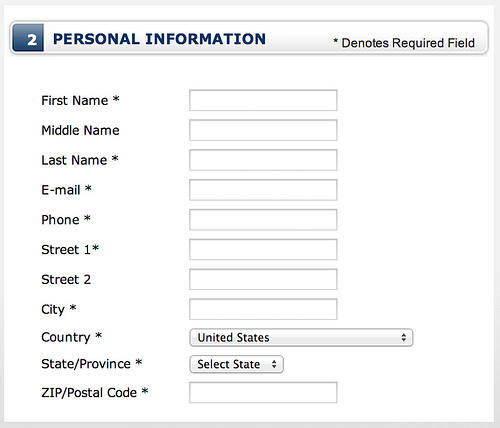 2 PERSONAL INFORMATION * Denotes Required Field
First Name *
Middle Name
Last Name *
E-mail *
Phone *
Street 1*
Street 2
City *
Country * United States
State/Province * Select State
ZIP/Postal Code *